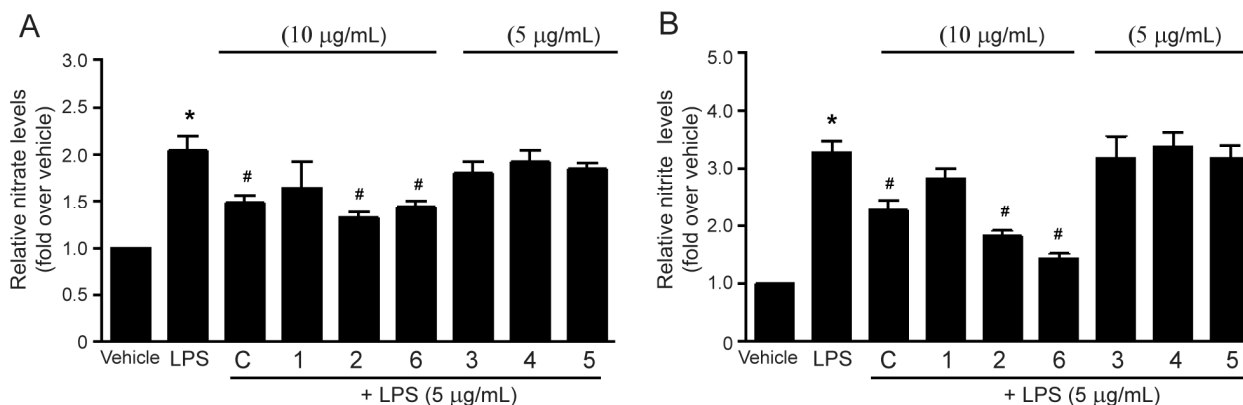 A
(10 µg/mL)
(5 µg/mL)
Relative nitrate levels
(fold over vehicle)
3.0
2.5
2.0
1.5
1.0
0.5
0
*
#
#
#
Vehicle LPS C 1 2 6 3 4 5
+ LPS (5 µg/mL)
B
(10 µg/mL)
(5 µg/mL)
Relative nitrite levels
(fold over vehicle)
5.0
4.0
3.0
2.0
1.0
0
*
#
#
#
Vehicle LPS C 1 2 6 3 4 5
+ LPS (5 µg/mL)